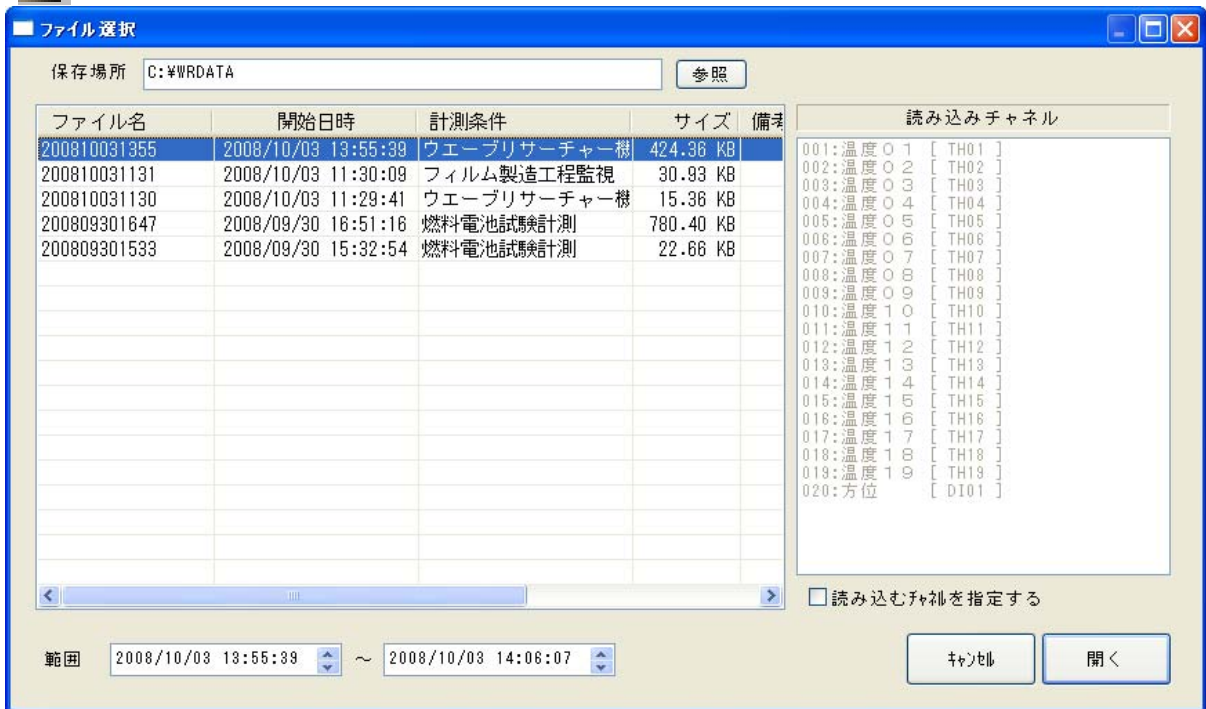 ファイル選択
保存場所 C:¥WRDATA 参照
ファイル名 開始日時 計測条件 サイズ 備考
200810031355 2008/10/03 13:55:39 ウエーブリサーチャー機 424.36 KB
200810031131 2008/10/03 11:30:09 フィルム製造工程監視 30.93 KB
200810031130 2008/10/03 11:29:41 ウエーブリサーチャー機 15.36 KB
200809301647 2008/09/30 16:51:16 燃料電池試験計測 780.40 KB
200809301533 2008/09/30 15:32:54 燃料電池試験計測 22.66 KB
読み込みチャネル
001:温度01 [ TH01 ]
002:温度02 [ TH02 ]
003:温度03 [ TH03 ]
004:温度04 [ TH04 ]
005:温度05 [ TH05 ]
006:温度06 [ TH06 ]
007:温度07 [ TH07 ]
008:温度08 [ TH08 ]
009:温度09 [ TH09 ]
010:温度10 [ TH10 ]
011:温度11 [ TH11 ]
012:温度12 [ TH12 ]
013:温度13 [ TH13 ]
014:温度14 [ TH14 ]
015:温度15 [ TH15 ]
016:温度16 [ TH16 ]
017:温度17 [ TH17 ]
018:温度18 [ TH18 ]
019:温度19 [ TH19 ]
020:方位 [ DI01 ]
読み込むチャネルを指定する
範囲 2008/10/03 13:55:39 ～ 2008/10/03 14:06:07
キャンセル 開く